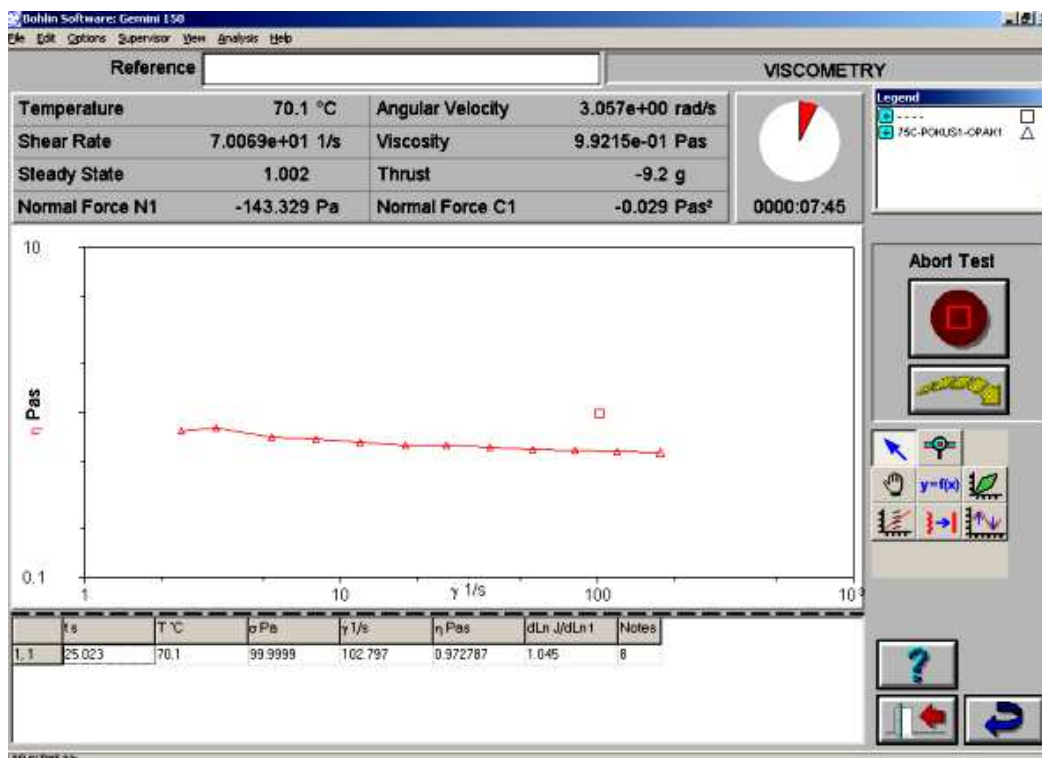 Bohlin Software: Gemini 150
File Edit Options Supervisor View Analysis Help
Reference VISCOMETRY
Temperature 70.1 °C Angular Velocity 3.057e+00 rad/s
Shear Rate 7.0069e+01 1/s Viscosity 9.9215e-01 Pas
Steady State 1.002 Thrust -9.2 g
Normal Force N1 -143.329 Pa Normal Force C1 -0.029 Pas²
0000:07:45
Legend
----
75C-POKUS1-OPAK1
Abort Test
10
η Pas
0.1
1 10 γ 1/s 100 10³
y=f(x)
t s T °C σ Pa γ 1/s η Pas dLn J/dLn t Notes
1, 1 25.023 70.1 99.9999 102.797 0.972787 1.045 8
?